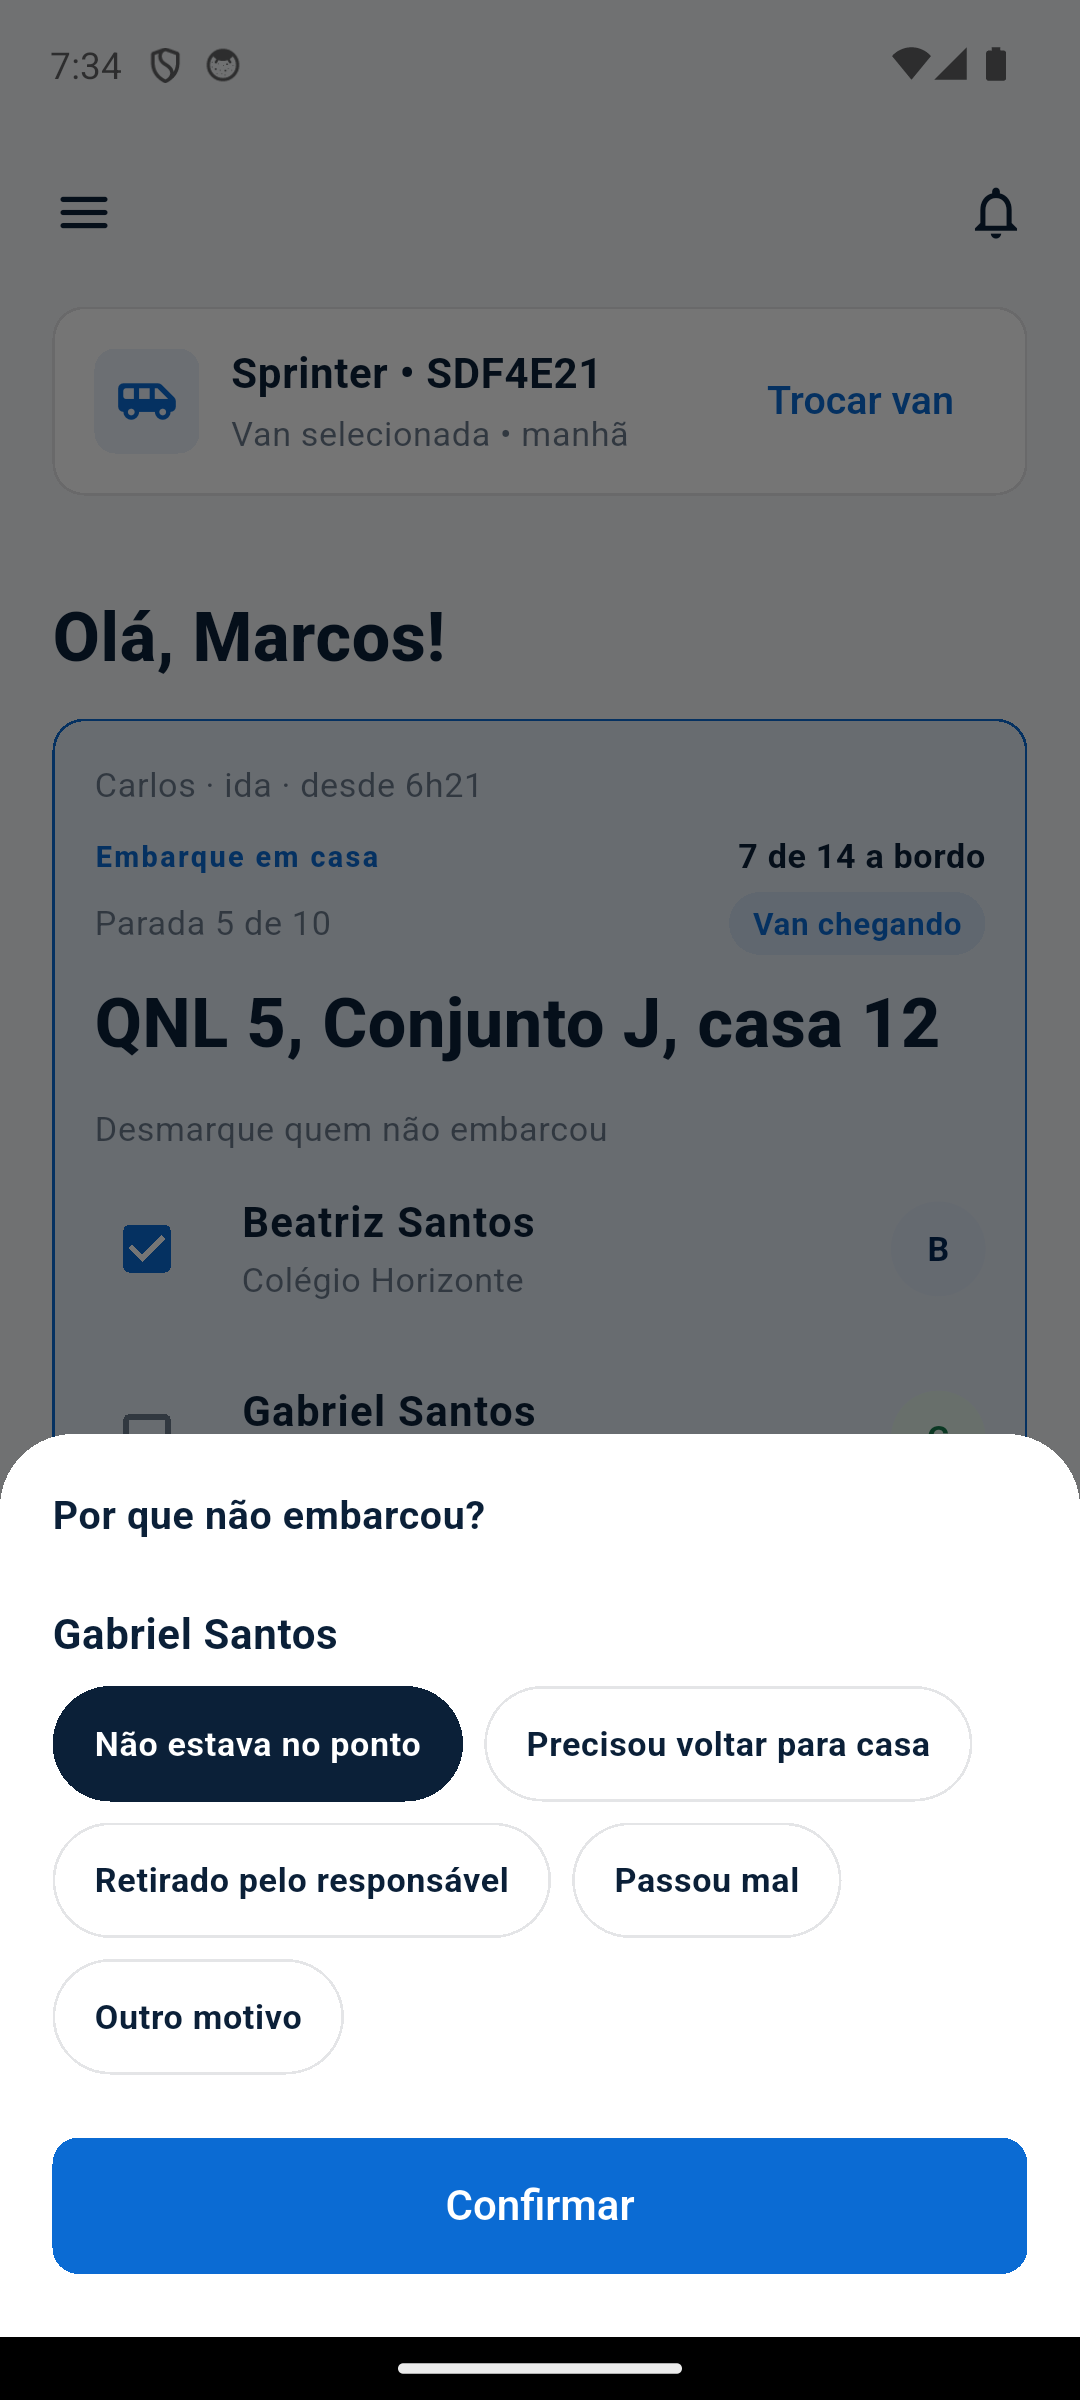 7:34
Sprinter • SDF4E21
Van selecionada • manhã
Trocar van
Olá, Marcos!
Carlos · ida · desde 6h21
Embarque em casa
7 de 14 a bordo
Parada 5 de 10
Van chegando
QNL 5, Conjunto J, casa 12
Desmarque quem não embarcou
Beatriz Santos
B
Colégio Horizonte
Gabriel Santos
Por que não embarcou?
Gabriel Santos
Não estava no ponto
Precisou voltar para casa
Retirado pelo responsável
Passou mal
Outro motivo
Confirmar